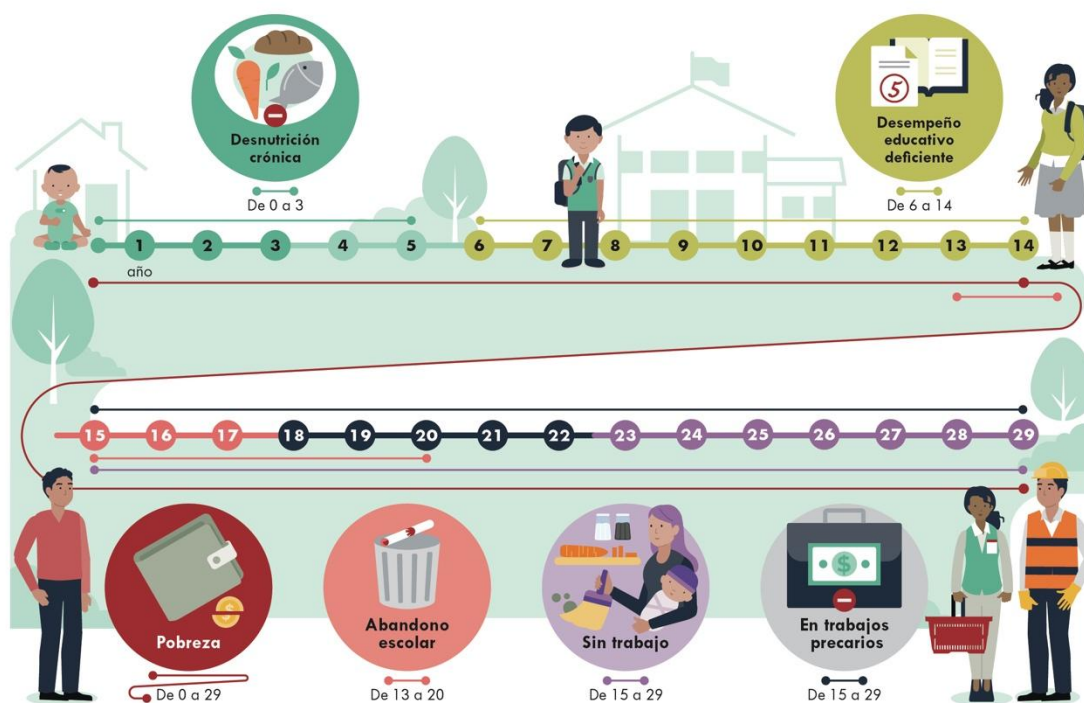 Desnutrición
crónica
De 0 a 3
5
Desempeño
educativo
deficiente
De 6 a 14
1 2 3 4 5 6 7 8 9 10 11 12 13 14
año
15 16 17 18 19 20 21 22 23 24 25 26 27 28 29
$
Pobreza
De 0 a 29
Abandono
escolar
De 13 a 20
Sin trabajo
De 15 a 29
$
En trabajos
precarios
De 15 a 29